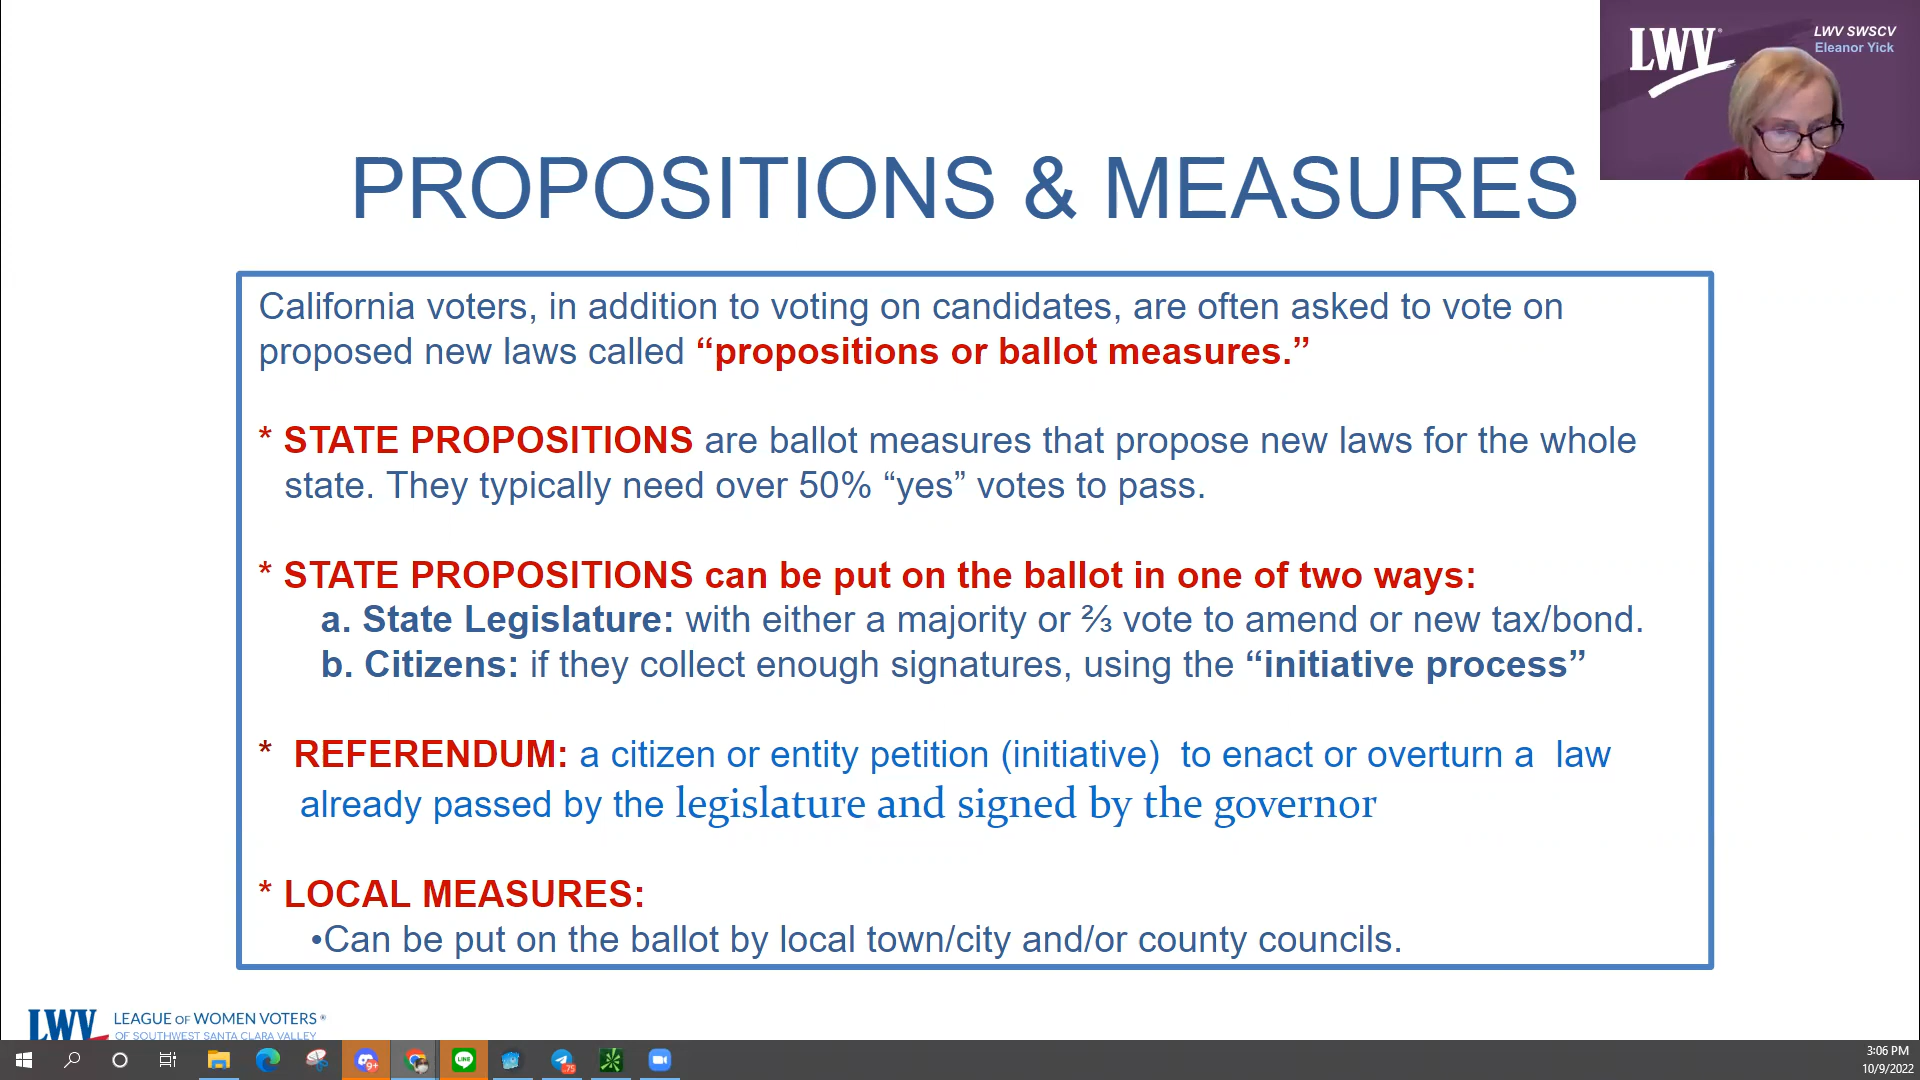 LWV
LWV SWSCV
Eleanor Yick
PROPOSITIONS & MEASURES
California voters, in addition to voting on candidates, are often asked to vote on
proposed new laws called “propositions or ballot measures.”
* STATE PROPOSITIONS are ballot measures that propose new laws for the whole
state. They typically need over 50% “yes” votes to pass.
* STATE PROPOSITIONS can be put on the ballot in one of two ways:
a. State Legislature: with either a majority or ⅔ vote to amend or new tax/bond.
b. Citizens: if they collect enough signatures, using the “initiative process”
* REFERENDUM: a citizen or entity petition (initiative) to enact or overturn a law
already passed by the legislature and signed by the governor
* LOCAL MEASURES:
•Can be put on the ballot by local town/city and/or county councils.
LWV LEAGUE OF WOMEN VOTERS®
OF SOUTHWEST SANTA CLARA VALLEY
9+
LINE
75
3:06 PM
10/9/2022